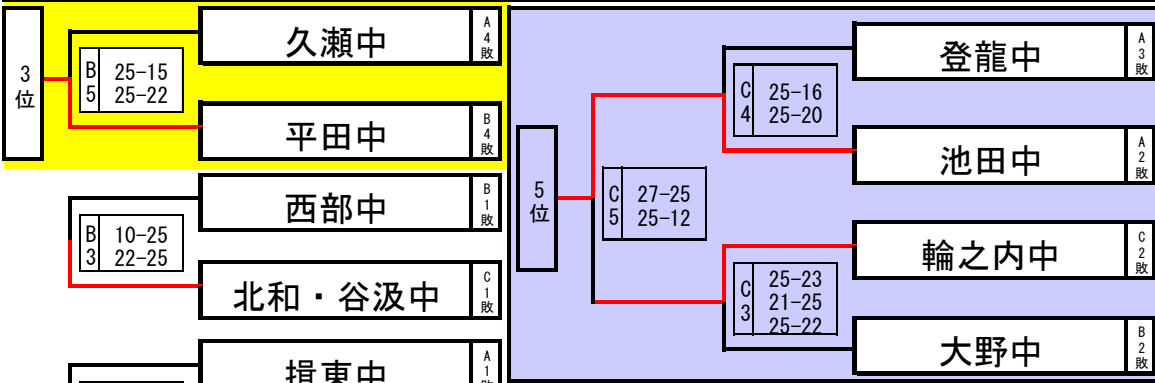 3位
B5
25-15
25-22
久瀬中
A4敗
平田中
B4敗
B3
10-25
22-25
西部中
B1敗
北和・谷汲中
C1敗
揖東中
A1敗
5位
C5
27-25
25-12
C4
25-16
25-20
登龍中
A3敗
池田中
A2敗
C3
25-23
21-25
25-22
輪之内中
C2敗
大野中
B2敗